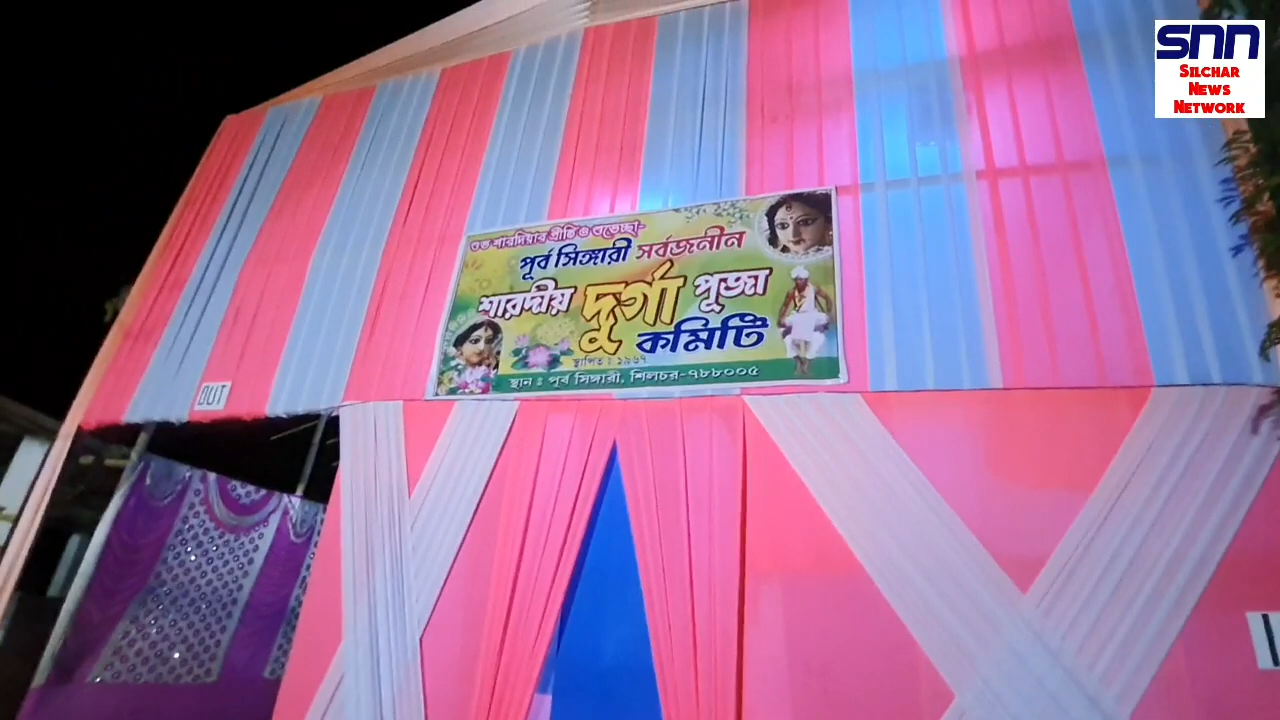 snn
SILCHAR
NEWS
NETWORK
শুভ শারদিয়ার প্রীতি ও শুভেচ্ছা-
পূর্ব সিঙ্গারী সর্বজনীন
শারদীয় দুর্গা পূজা
কমিটি
স্থাপিত : ১৯৬৭
স্থান : পূর্ব সিঙ্গারী, শিলচর-৭৮৮০০৫
OUT